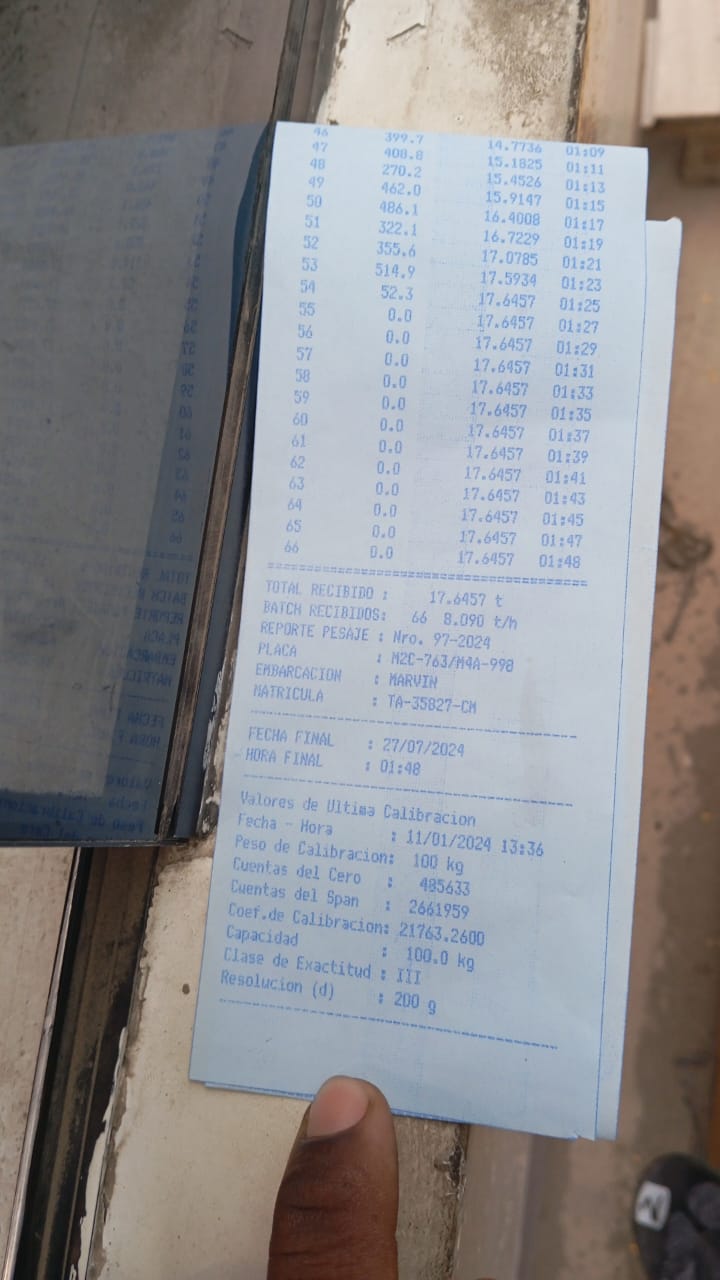 46 399.7 14.7736 01:09
47 408.8 15.1825 01:11
48 270.2 15.4526 01:13
49 462.0 15.9147 01:15
50 486.1 16.4008 01:17
51 322.1 16.7229 01:19
52 355.6 17.0785 01:21
53 514.9 17.5934 01:23
54 52.3 17.6457 01:25
55 0.0 17.6457 01:27
56 0.0 17.6457 01:29
57 0.0 17.6457 01:31
58 0.0 17.6457 01:33
59 0.0 17.6457 01:35
60 0.0 17.6457 01:37
61 0.0 17.6457 01:39
62 0.0 17.6457 01:41
63 0.0 17.6457 01:43
64 0.0 17.6457 01:45
65 0.0 17.6457 01:47
66 0.0 17.6457 01:48
TOTAL RECIBIDO : 17.6457 t
BATCH RECIBIDOS: 66 8.090 t/h
REPORTE PESAJE : Nro. 97-2024
PLACA : M2C-763/M4A-998
EMBARCACION : MARVIN
MATRICULA : TA-35827-CM
FECHA FINAL : 27/07/2024
HORA FINAL : 01:48
Valores de Ultima Calibracion
Fecha - Hora : 11/01/2024 13:36
Peso de Calibracion: 100 kg
Cuentas del Cero : 485633
Cuentas del Span : 2661959
Coef.de Calibracion: 21763.2600
Capacidad : 100.0 kg
Clase de Exactitud : III
Resolucion (d) : 200 g